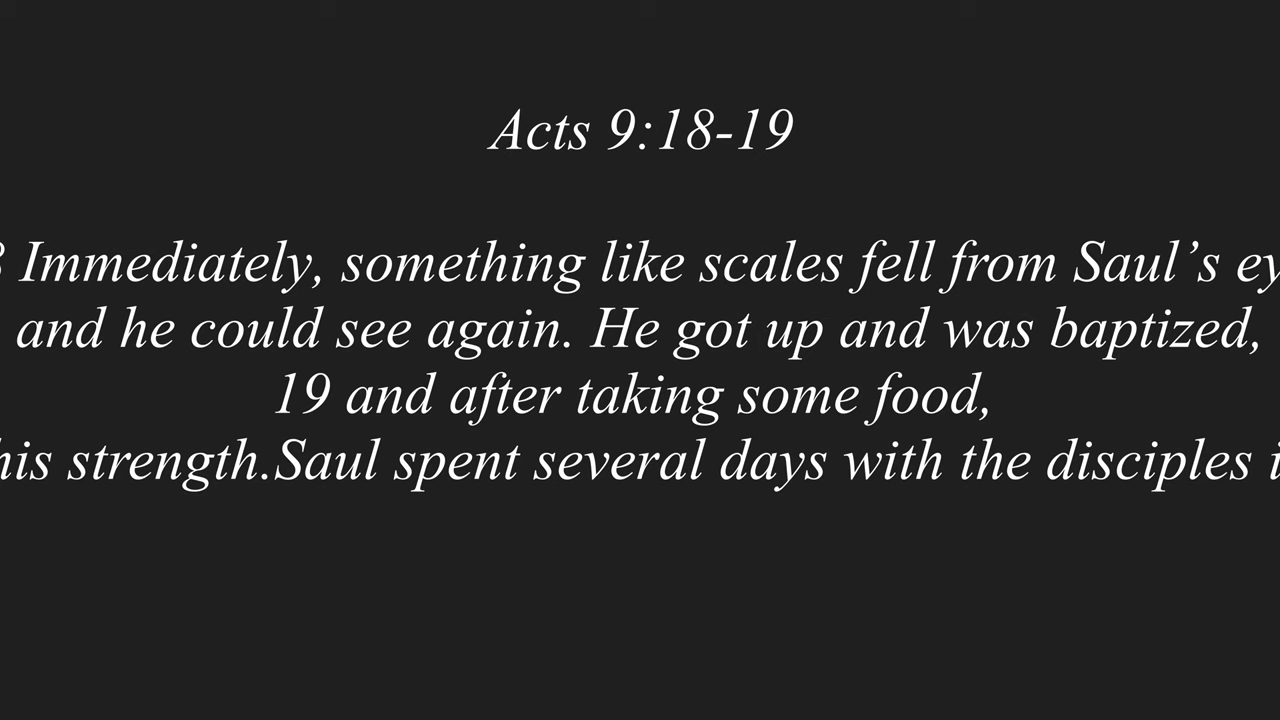 Acts 9:18-19
Immediately, something like scales fell from Saul’s
and he could see again. He got up and was baptized,
19 and after taking some food,
his strength.Saul spent several days with the disciples